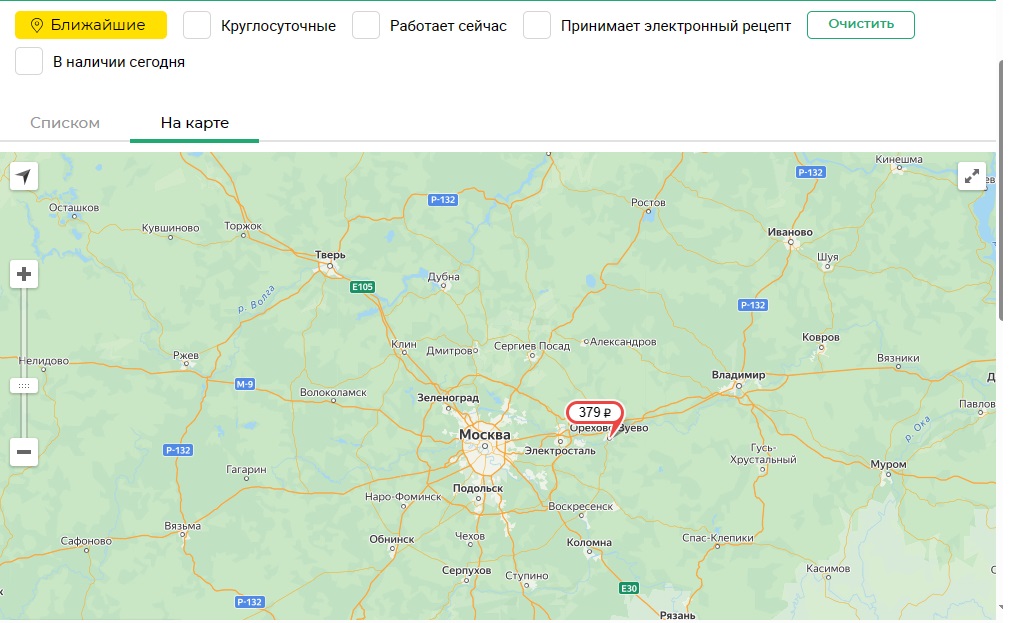 Ближайшие
Круглосуточные
Работает сейчас
Принимает электронный рецепт
Очистить
В наличии сегодня
Списком
На карте
Кинешма
Р-132
Р-132
Осташков
Ростов
Кувшиново
Торжок
Иваново
Тверь
Шуя
Дубна
Е105
р. Волга
Р-132
Клин
Дмитров
Сергиев Посад
Александров
Ковров
Нелидово
Ржев
Вязники
Владимир
М-9
Волоколамск
Зеленоград
Павлов
379 ₽
Орехово-Зуево
р. Ока
Москва
Р-132
Электросталь
Гусь-
Хрустальный
Гагарин
Муром
Подольск
Наро-Фоминск
Воскресенск
Вязьма
Сафоново
Обнинск
Чехов
Коломна
Спас-Клепики
Серпухов
Ступино
Касимов
Е30
Р-132
Рязань